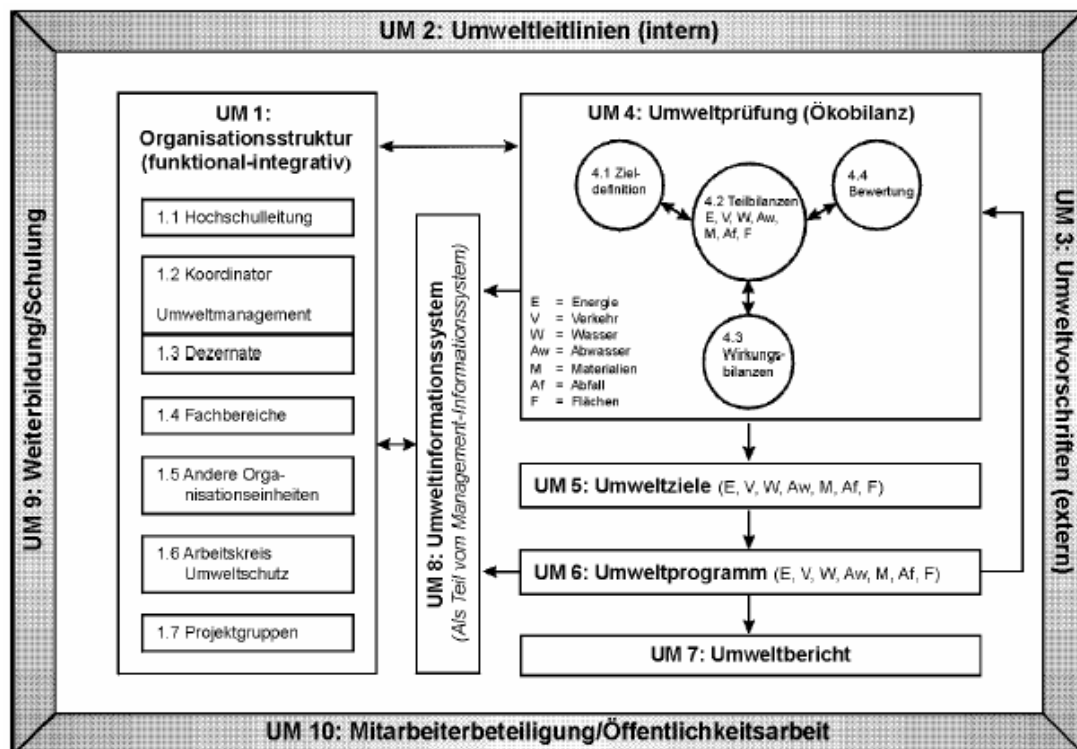 UM 2: Umweltleitlinien (intern)
UM 9: Weiterbildung/Schulung
UM 1:
Organisationsstruktur
(funktional-integrativ)
1.1 Hochschulleitung
1.2 Koordinator
Umweltmanagement
1.3 Dezernate
1.4 Fachbereiche
1.5 Andere Orga-
nisationseinheiten
1.6 Arbeitskreis
Umweltschutz
1.7 Projektgruppen
UM 8: Umweltinformationssystem
(Als Teil vom Management-Informationssystem)
UM 4: Umweltprüfung (Ökobilanz)
4.1 Ziel-
definition
4.2 Teilbilanzen
E, V, W, Aw,
M, Af, F
4.4
Bewertung
4.3
Wirkungs-
bilanzen
E = Energie
V = Verkehr
W = Wasser
Aw = Abwasser
M = Materialien
Af = Abfall
F = Flächen
UM 5: Umweltziele (E, V, W, Aw, M, Af, F)
UM 6: Umweltprogramm (E, V, W, Aw, M, Af, F)
UM 7: Umweltbericht
UM 3: Umweltvorschriften (extern)
UM 10: Mitarbeiterbeteiligung/Öffentlichkeitsarbeit